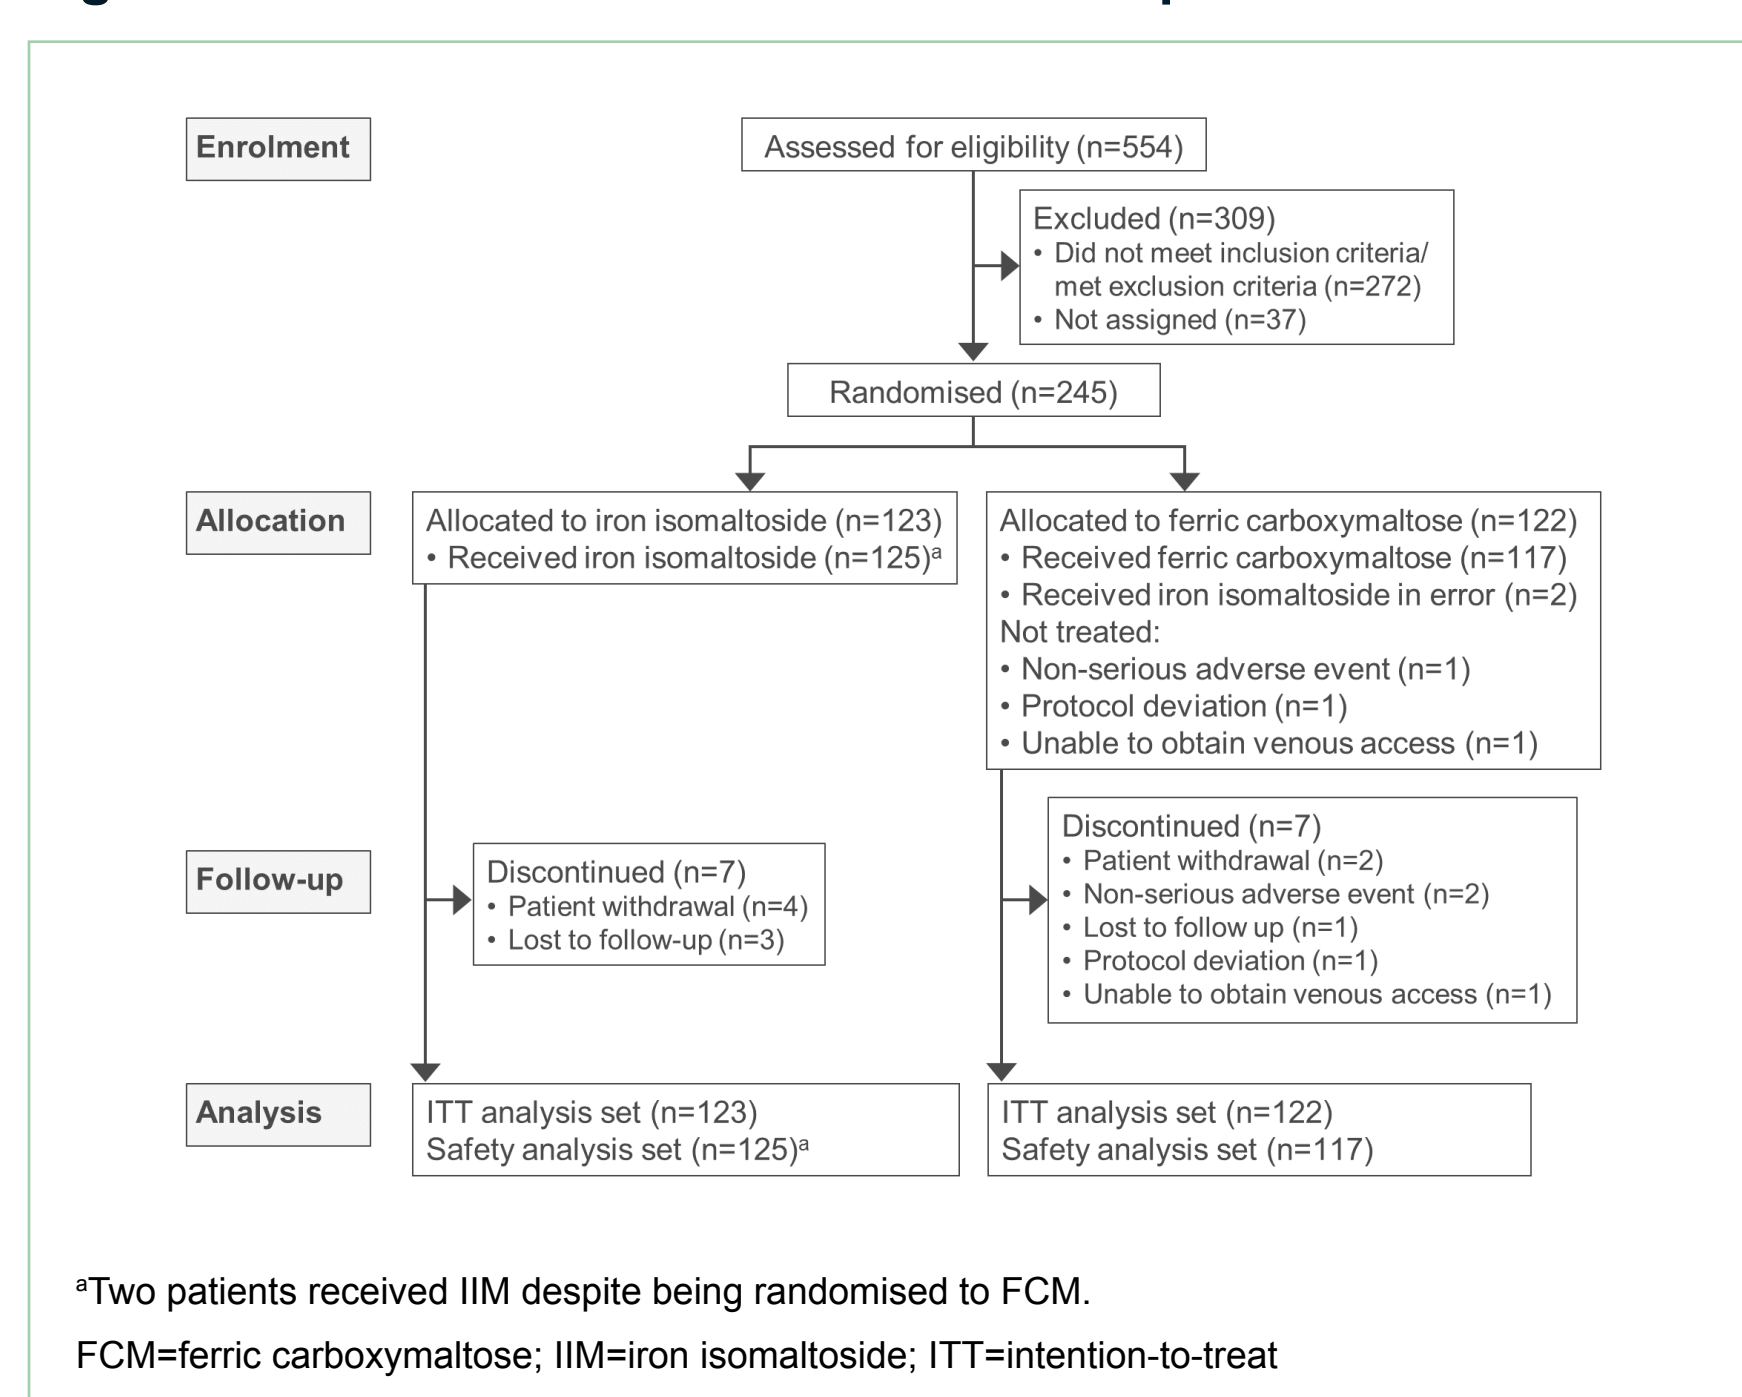 Enrolment
Assessed for eligibility (n=554)
Excluded (n=309)
• Did not meet inclusion criteria/
met exclusion criteria (n=272)
• Not assigned (n=37)
Randomised (n=245)
Allocation
Allocated to iron isomaltoside (n=123)
• Received iron isomaltoside (n=125)ᵃ
Allocated to ferric carboxymaltose (n=122)
• Received ferric carboxymaltose (n=117)
• Received iron isomaltoside in error (n=2)
Not treated:
• Non-serious adverse event (n=1)
• Protocol deviation (n=1)
• Unable to obtain venous access (n=1)
Follow-up
Discontinued (n=7)
• Patient withdrawal (n=4)
• Lost to follow-up (n=3)
Discontinued (n=7)
• Patient withdrawal (n=2)
• Non-serious adverse event (n=2)
• Lost to follow up (n=1)
• Protocol deviation (n=1)
• Unable to obtain venous access (n=1)
Analysis
ITT analysis set (n=123)
Safety analysis set (n=125)ᵃ
ITT analysis set (n=122)
Safety analysis set (n=117)
ᵃTwo patients received IIM despite being randomised to FCM.
FCM=ferric carboxymaltose; IIM=iron isomaltoside; ITT=intention-to-treat